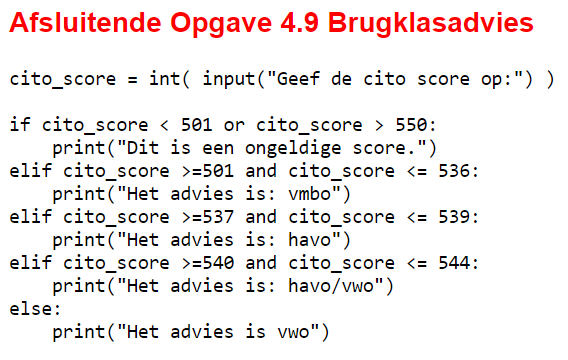 Afsluitende Opgave 4.9 Brugklasadvies
cito_score = int( input("Geef de cito score op:") )
if cito_score < 501 or cito_score > 550:
    print("Dit is een ongeldige score.")
elif cito_score >=501 and cito_score <= 536:
    print("Het advies is: vmbo")
elif cito_score >=537 and cito_score <= 539:
    print("Het advies is: havo")
elif cito_score >=540 and cito_score <= 544:
    print("Het advies is: havo/vwo")
else:
    print("Het advies is vwo")